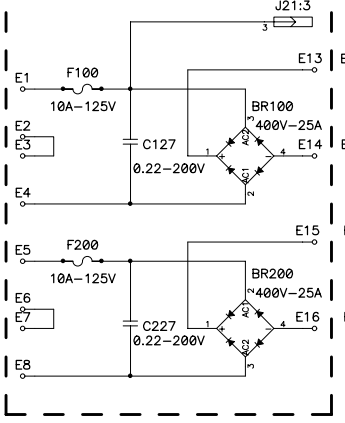 J21:3
3
E13
E1
F100
10A-125V
BR100
3
400V-25A
AC2
E2
E3
C127
0.22-200V
1
+
-
4
E14
AC1
2
E4
E15
E5
F200
10A-125V
BR200
2
400V-25A
AC1
E6
E7
C227
0.22-200V
1
+
-
4
E16
AC2
3
E8